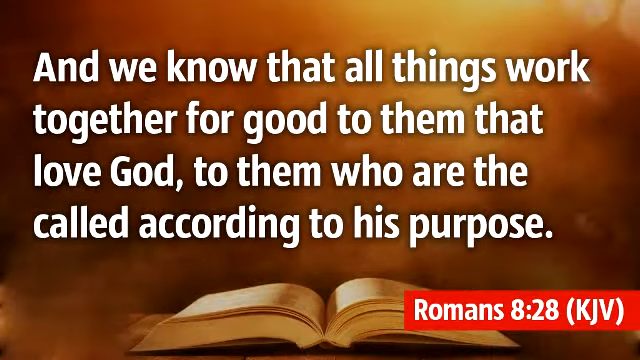 And we know that all things work
together for good to them that
love God, to them who are the
called according to his purpose.
Romans 8:28 (KJV)